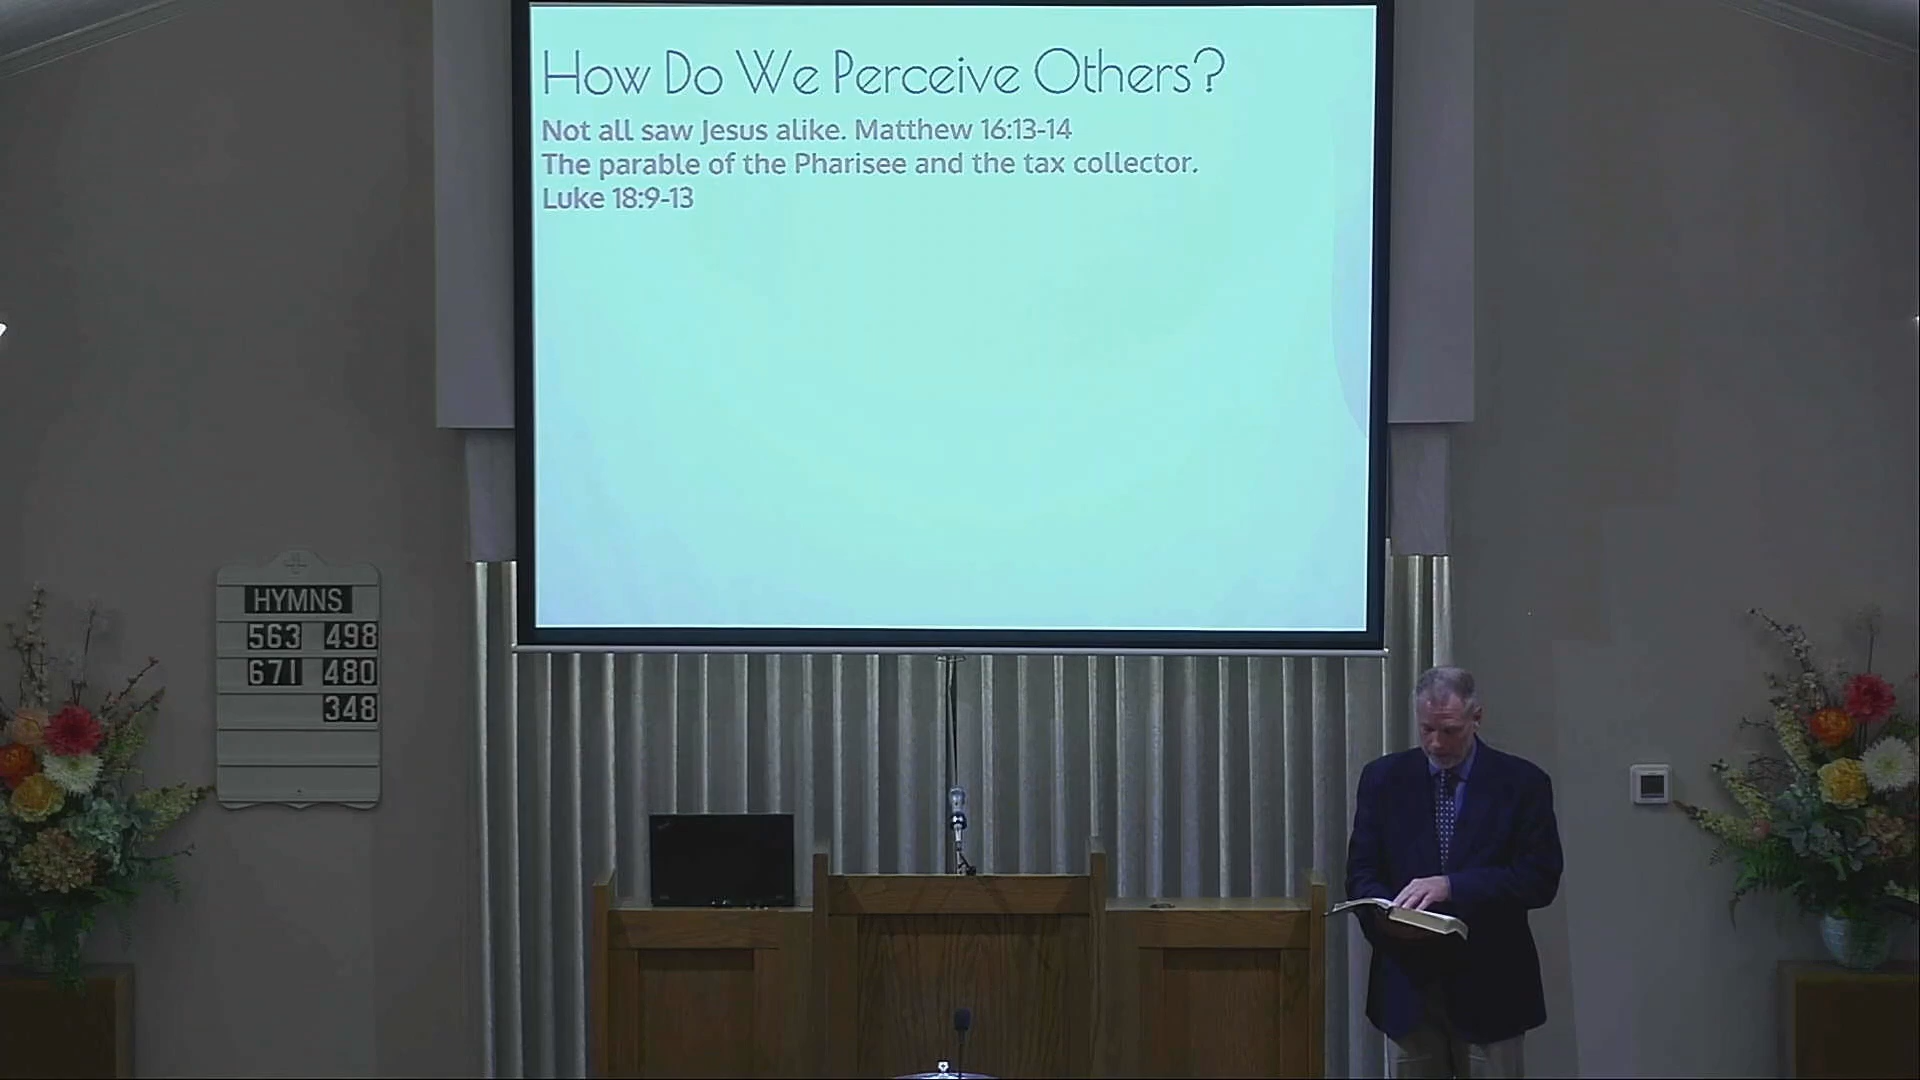 How Do We Perceive Others?
Not all saw Jesus alike. Matthew 16:13-14
The parable of the Pharisee and the tax collector.
Luke 18:9-13
HYMNS
563 498
671 480
348